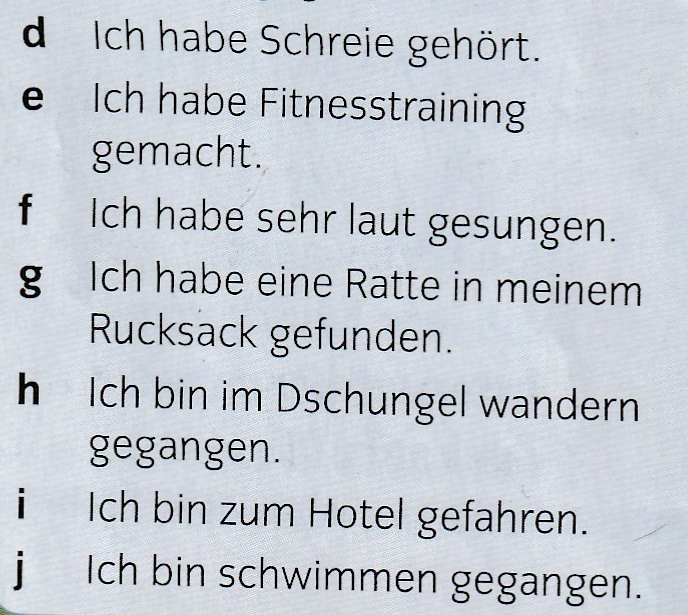 d Ich habe Schreie gehört.
e Ich habe Fitnesstraining
gemacht.
f Ich habe sehr laut gesungen.
g Ich habe eine Ratte in meinem
Rucksack gefunden.
h Ich bin im Dschungel wandern
gegangen.
i Ich bin zum Hotel gefahren.
j Ich bin schwimmen gegangen.